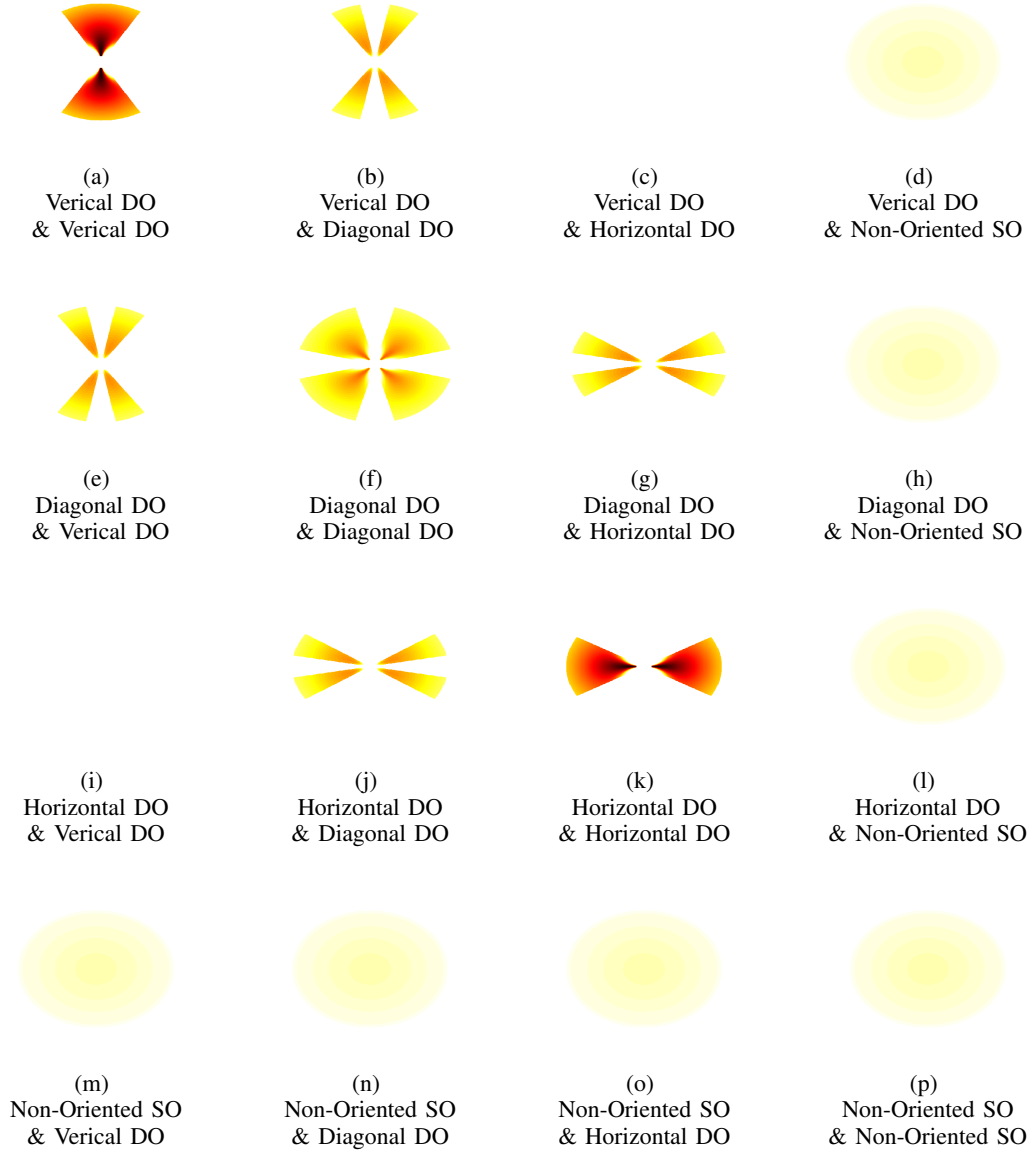 (a)
Verical DO
& Verical DO
(b)
Verical DO
& Diagonal DO
(c)
Verical DO
& Horizontal DO
(d)
Verical DO
& Non-Oriented SO
(e)
Diagonal DO
& Verical DO
(f)
Diagonal DO
& Diagonal DO
(g)
Diagonal DO
& Horizontal DO
(h)
Diagonal DO
& Non-Oriented SO
(i)
Horizontal DO
& Verical DO
(j)
Horizontal DO
& Diagonal DO
(k)
Horizontal DO
& Horizontal DO
(l)
Horizontal DO
& Non-Oriented SO
(m)
Non-Oriented SO
& Verical DO
(n)
Non-Oriented SO
& Diagonal DO
(o)
Non-Oriented SO
& Horizontal DO
(p)
Non-Oriented SO
& Non-Oriented SO